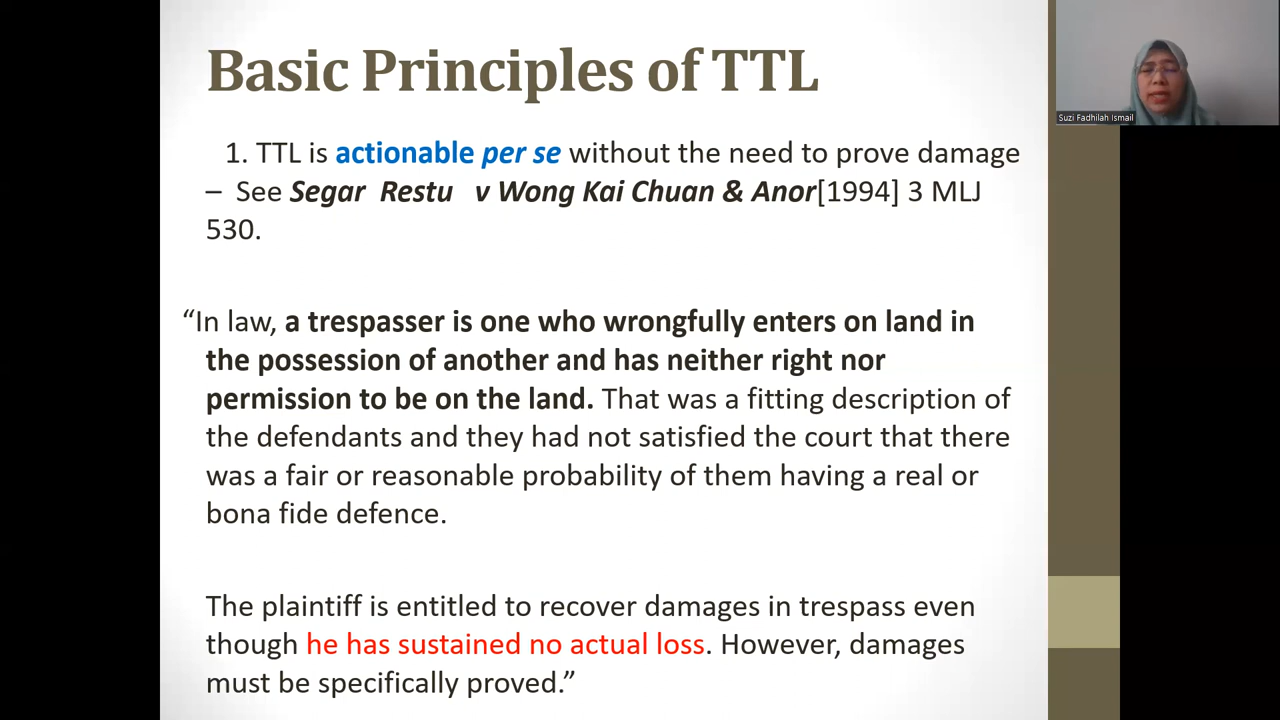 Basic Principles of TTL
Suzi Fadhilah Ismail
1. TTL is actionable per se without the need to prove damage
– See Segar Restu v Wong Kai Chuan & Anor[1994] 3 MLJ
530.
“In law, a trespasser is one who wrongfully enters on land in
the possession of another and has neither right nor
permission to be on the land. That was a fitting description of
the defendants and they had not satisfied the court that there
was a fair or reasonable probability of them having a real or
bona fide defence.
The plaintiff is entitled to recover damages in trespass even
though he has sustained no actual loss. However, damages
must be specifically proved.”